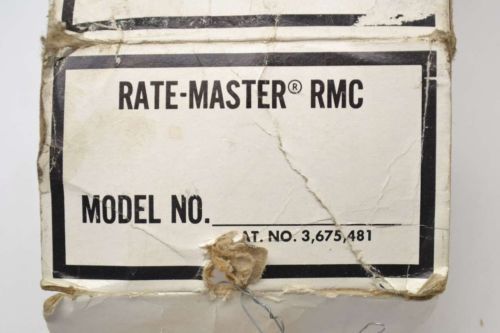 RATE-MASTER® RMC
MODEL NO.
AT. NO. 3,675,481